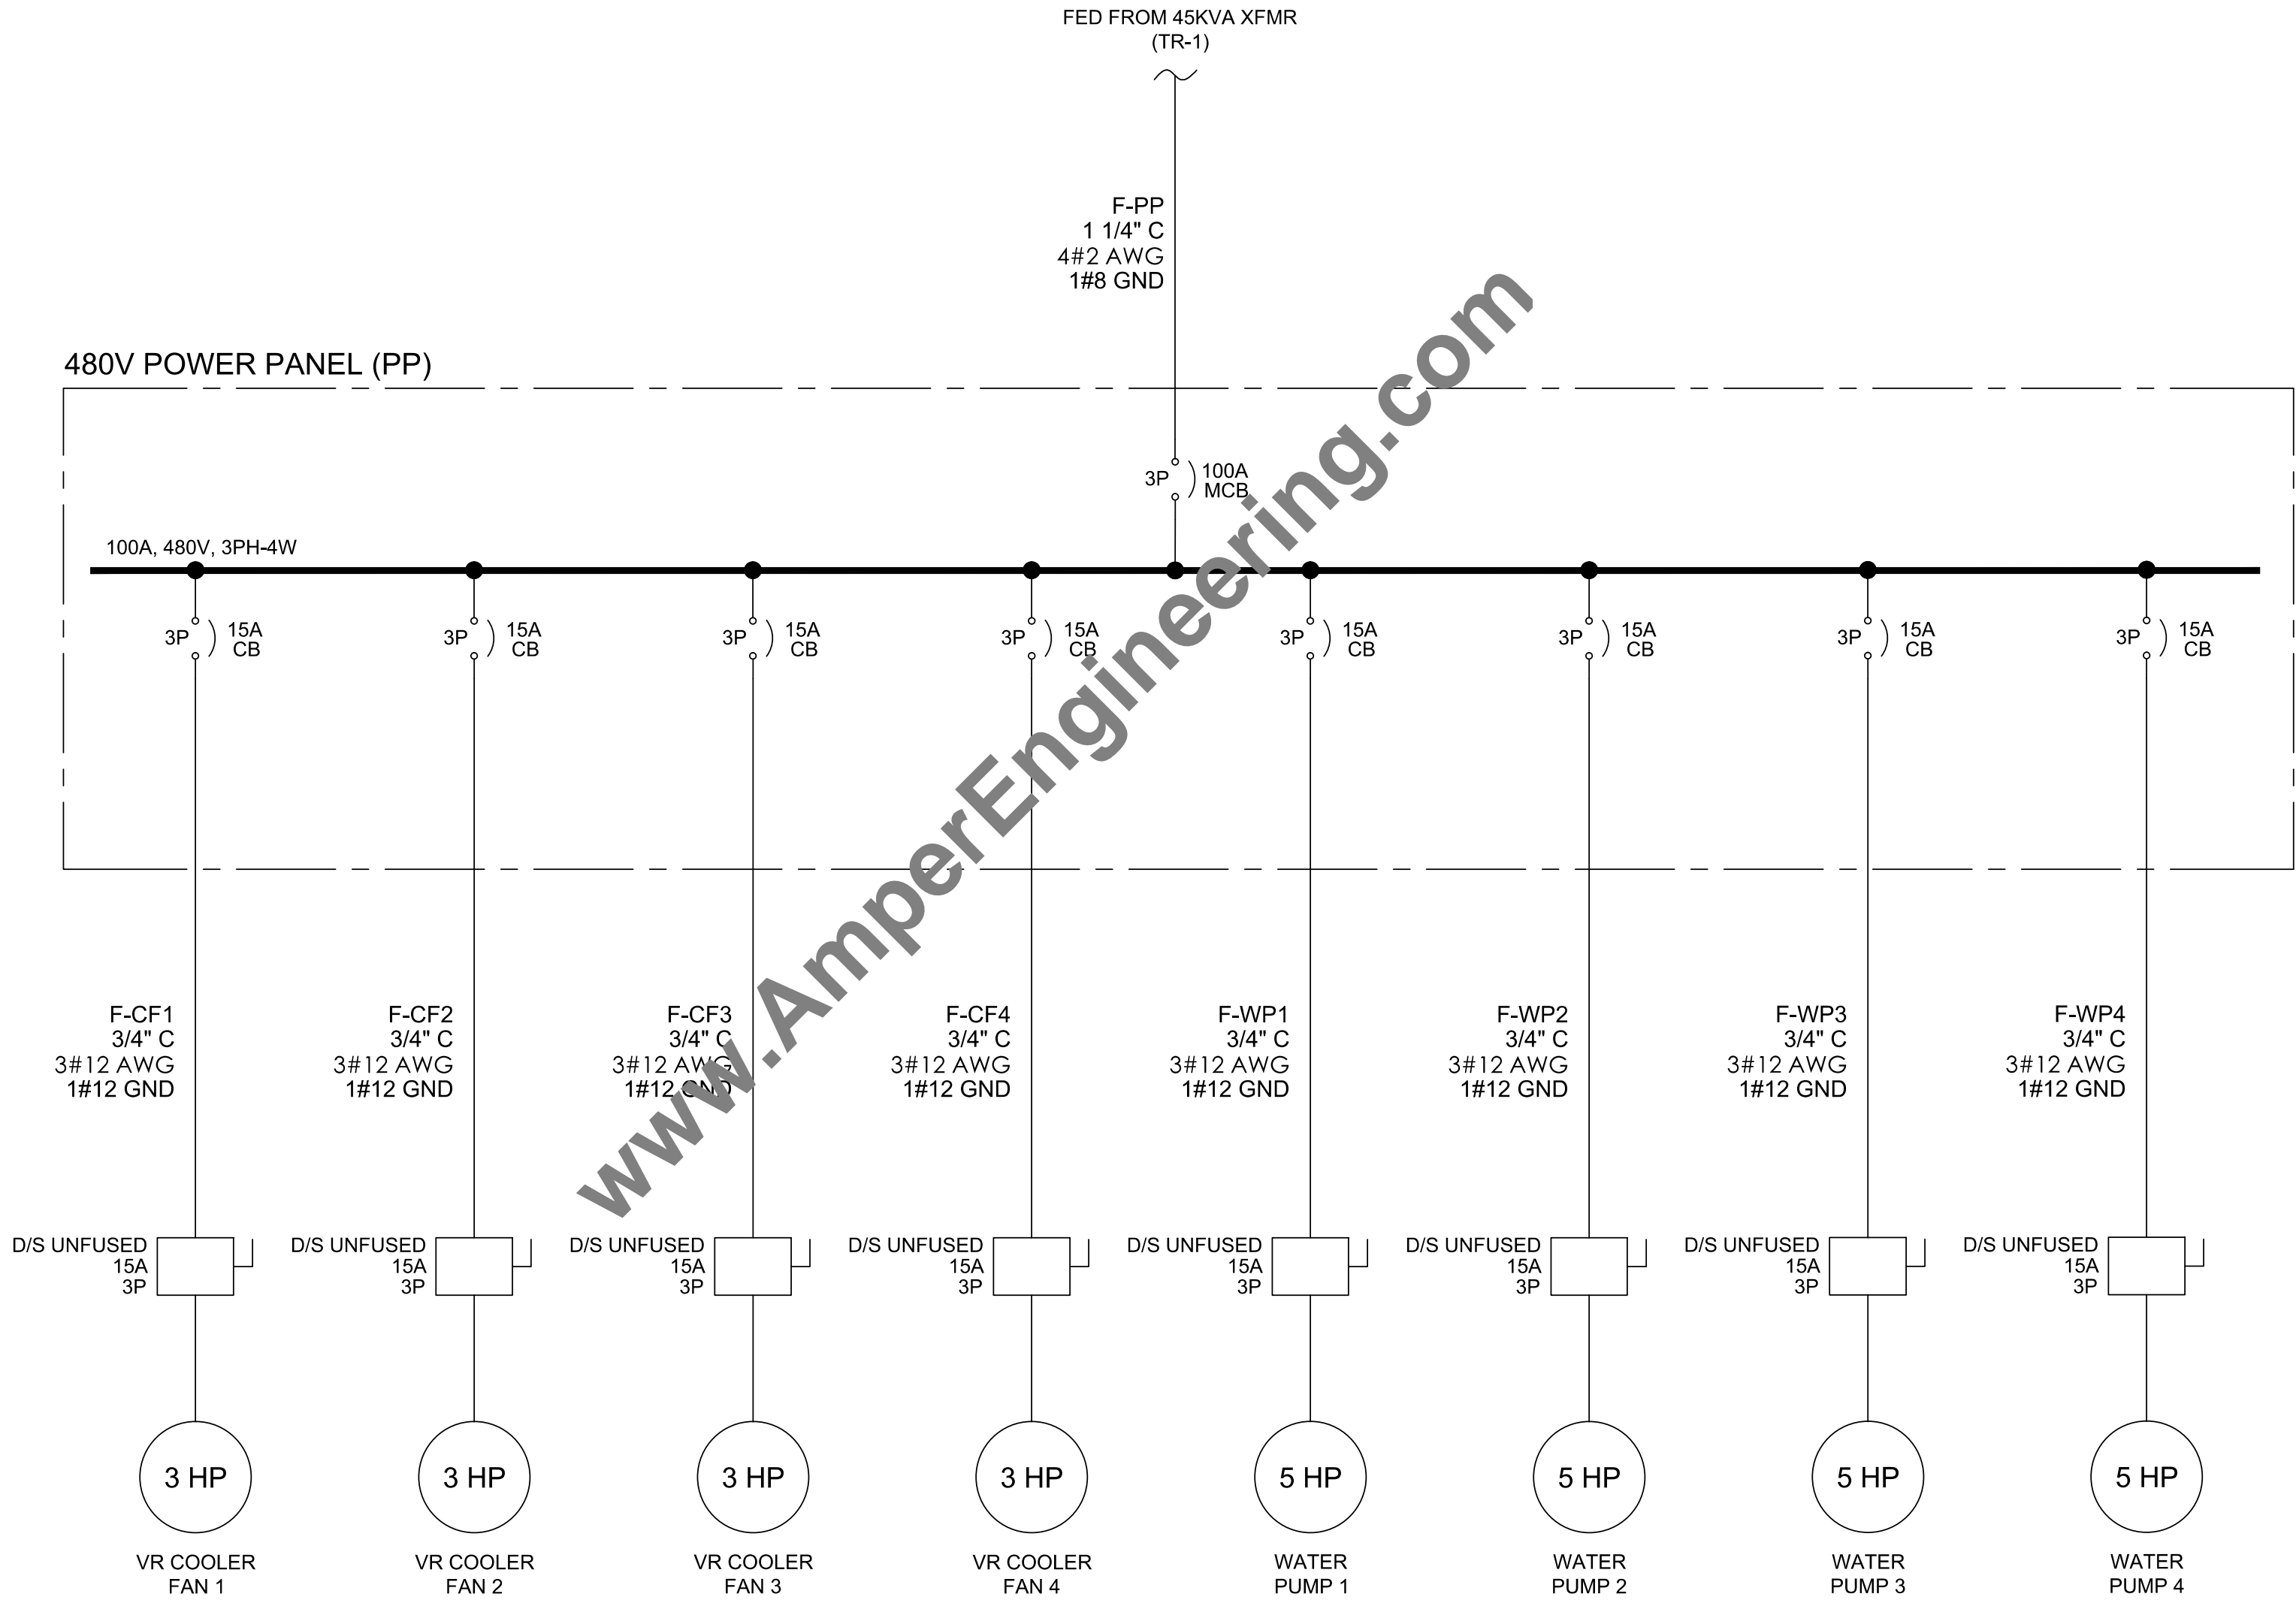 FED FROM 45KVA XFMR
(TR-1)
F-PP
1 1/4" C
4#2 AWG
1#8 GND
480V POWER PANEL (PP)
3P
100A
MCB
100A, 480V, 3PH-4W
3P
15A
CB
3P
15A
CB
3P
15A
CB
3P
15A
CB
3P
15A
CB
3P
15A
CB
3P
15A
CB
3P
15A
CB
F-CF1
3/4" C
3#12 AWG
1#12 GND
F-CF2
3/4" C
3#12 AWG
1#12 GND
F-CF3
3/4" C
3#12 AWG
1#12 GND
F-CF4
3/4" C
3#12 AWG
1#12 GND
F-WP1
3/4" C
3#12 AWG
1#12 GND
F-WP2
3/4" C
3#12 AWG
1#12 GND
F-WP3
3/4" C
3#12 AWG
1#12 GND
F-WP4
3/4" C
3#12 AWG
1#12 GND
www.AmperEngineering.com
D/S UNFUSED
15A
3P
D/S UNFUSED
15A
3P
D/S UNFUSED
15A
3P
D/S UNFUSED
15A
3P
D/S UNFUSED
15A
3P
D/S UNFUSED
15A
3P
D/S UNFUSED
15A
3P
D/S UNFUSED
15A
3P
3 HP
3 HP
3 HP
3 HP
5 HP
5 HP
5 HP
5 HP
VR COOLER
FAN 1
VR COOLER
FAN 2
VR COOLER
FAN 3
VR COOLER
FAN 4
WATER
PUMP 1
WATER
PUMP 2
WATER
PUMP 3
WATER
PUMP 4